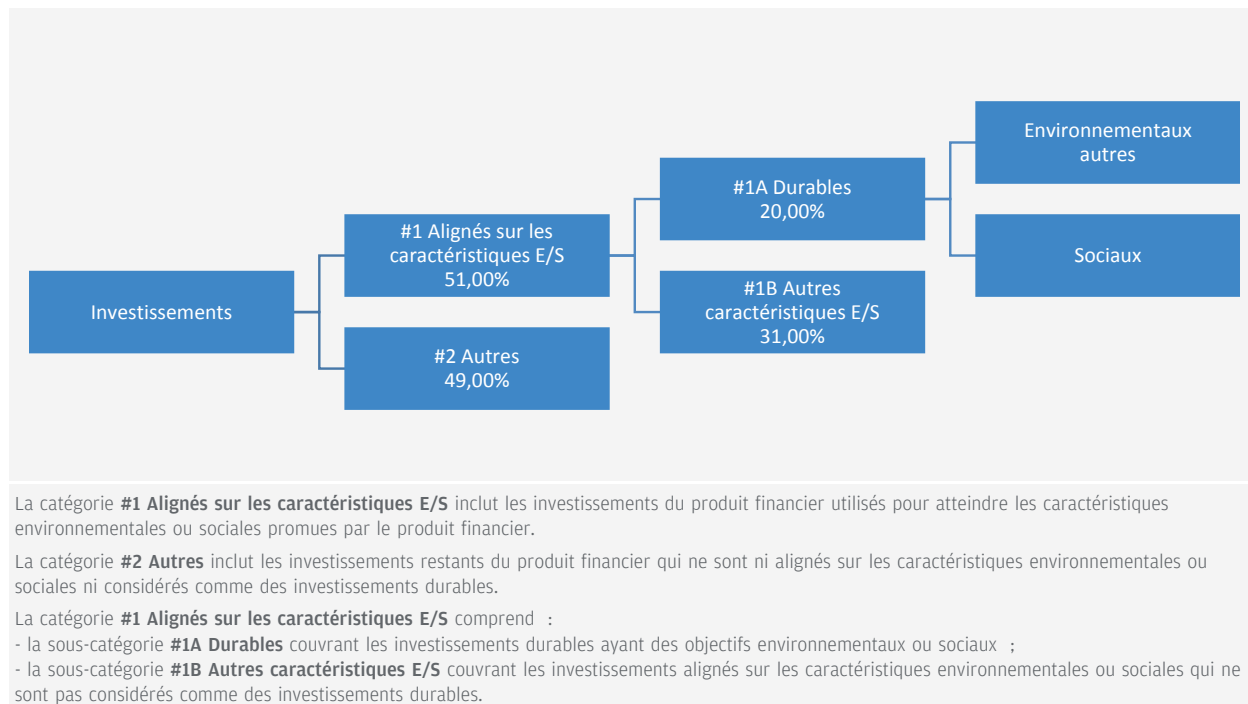 Environnementaux
autres
#1A Durables
20,00%
#1 Alignés sur les
caractéristiques E/S
51,00%
Sociaux
#1B Autres
caractéristiques E/S
31,00%
Investissements
#2 Autres
49,00%
La catégorie #1 Alignés sur les caractéristiques E/S inclut les investissements du produit financier utilisés pour atteindre les caractéristiques
environnementales ou sociales promues par le produit financier.
La catégorie #2 Autres inclut les investissements restants du produit financier qui ne sont ni alignés sur les caractéristiques environnementales ou
sociales ni considérés comme des investissements durables.
La catégorie #1 Alignés sur les caractéristiques E/S comprend :
- la sous-catégorie #1A Durables couvrant les investissements durables ayant des objectifs environnementaux ou sociaux ;
- la sous-catégorie #1B Autres caractéristiques E/S couvrant les investissements alignés sur les caractéristiques environnementales ou sociales qui ne
sont pas considérés comme des investissements durables.